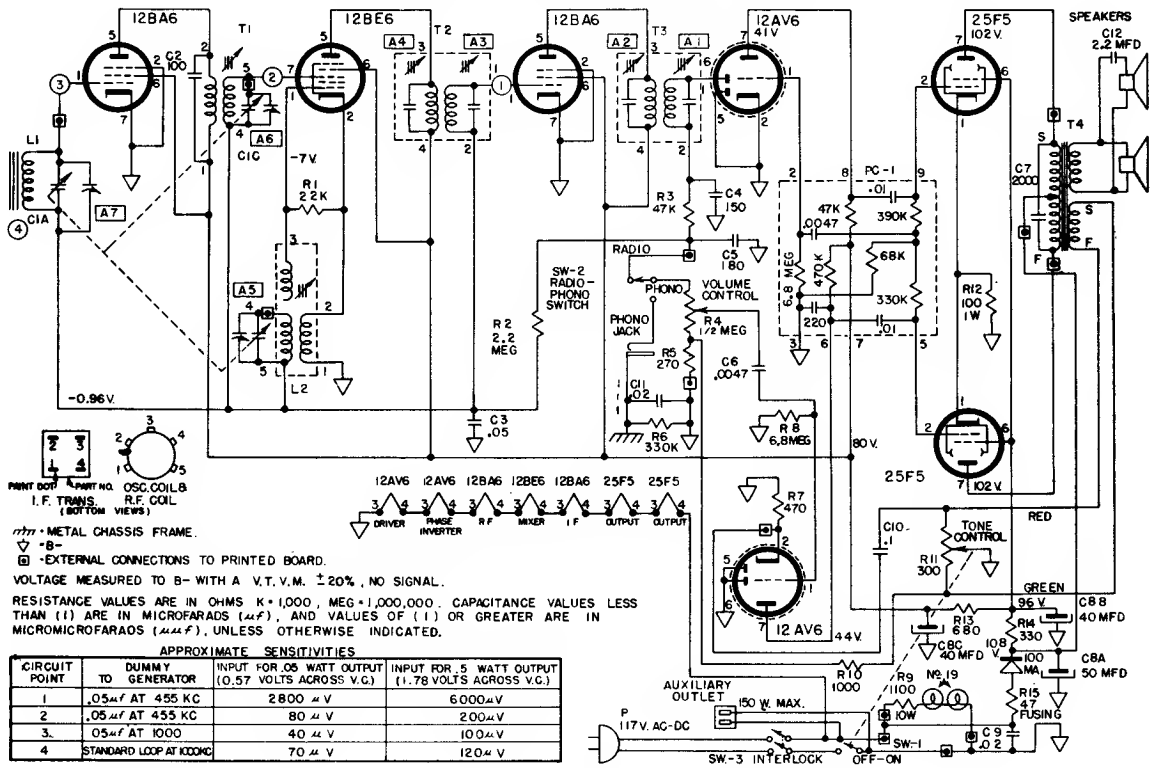 12BA6
12BE6
12BA6
12AV6
41V
25F5
102V.
SPEAKERS
C12
2.2 MFD
T1
T2
T3
C2
100
A4
A3
A2
A1
A6
C1C
L1
C1A
A7
-7V.
R1
22K
A5
L2
R3
47K
C4
150
RADIO
C5
180
SW-2
RADIO-
PHONO
SWITCH
PHONO
VOLUME
CONTROL
PHONO
JACK
R4
1/2 MEG
R2
2.2
MEG
R5
270
C6
.0047
C11
.02
R6
330K
R8
6.8MEG
PC-1
.01
47K
390K
.0047
6.8 MEG
470K
68K
330K
220
.01
R12
100
1W
C7
2000
T4
S
F
S
F
-0.96V.
C3
.05
80V.
25F5
102V.
PAINT DOT
PART NO.
I.F. TRANS.
OSC. COIL &
R.F. COIL
(BOTTOM VIEWS)
12AV6 12AV6 12BA6 12BE6 12BA6 25F5 25F5
DRIVER PHASE INVERTER RF MIXER IF OUTPUT OUTPUT
R7
470
12AV6
44V.
C10
.1
RED
TONE
CONTROL
R11
300
GREEN
96V.
R13
680
C8B
40 MFD
C8C
40 MFD
R14
330
108
V.
100
MA
C8A
50 MFD
R10
1000
R9
1100
10W
NO. 19
R15
47
FUSING
C9
.02
AUXILIARY
OUTLET
150 W. MAX.
P
117V. AC-DC
SW-1
SW-3 INTERLOCK
OFF-ON
- METAL CHASSIS FRAME.
- B-
- EXTERNAL CONNECTIONS TO PRINTED BOARD.
VOLTAGE MEASURED TO B- WITH A V.T.V.M. ±20%, NO SIGNAL.
RESISTANCE VALUES ARE IN OHMS K=1,000, MEG=1,000,000. CAPACITANCE VALUES LESS
THAN (1) ARE IN MICROFARADS (μf), AND VALUES OF (1) OR GREATER ARE IN
MICROMICROFARADS (μμf), UNLESS OTHERWISE INDICATED.
APPROXIMATE SENSITIVITIES
CIRCUIT POINT | DUMMY TO GENERATOR | INPUT FOR .05 WATT OUTPUT (0.57 VOLTS ACROSS V.C.) | INPUT FOR .5 WATT OUTPUT (1.78 VOLTS ACROSS V.C.)
1 | .05μf AT 455 KC | 2800 μV | 6000μV
2 | .05μf AT 455 KC | 80 μV | 200μV
3. | .05μf AT 1000 | 40 μV | 100μV
4 | STANDARD LOOP AT 1000KC | 70 μV | 120μV